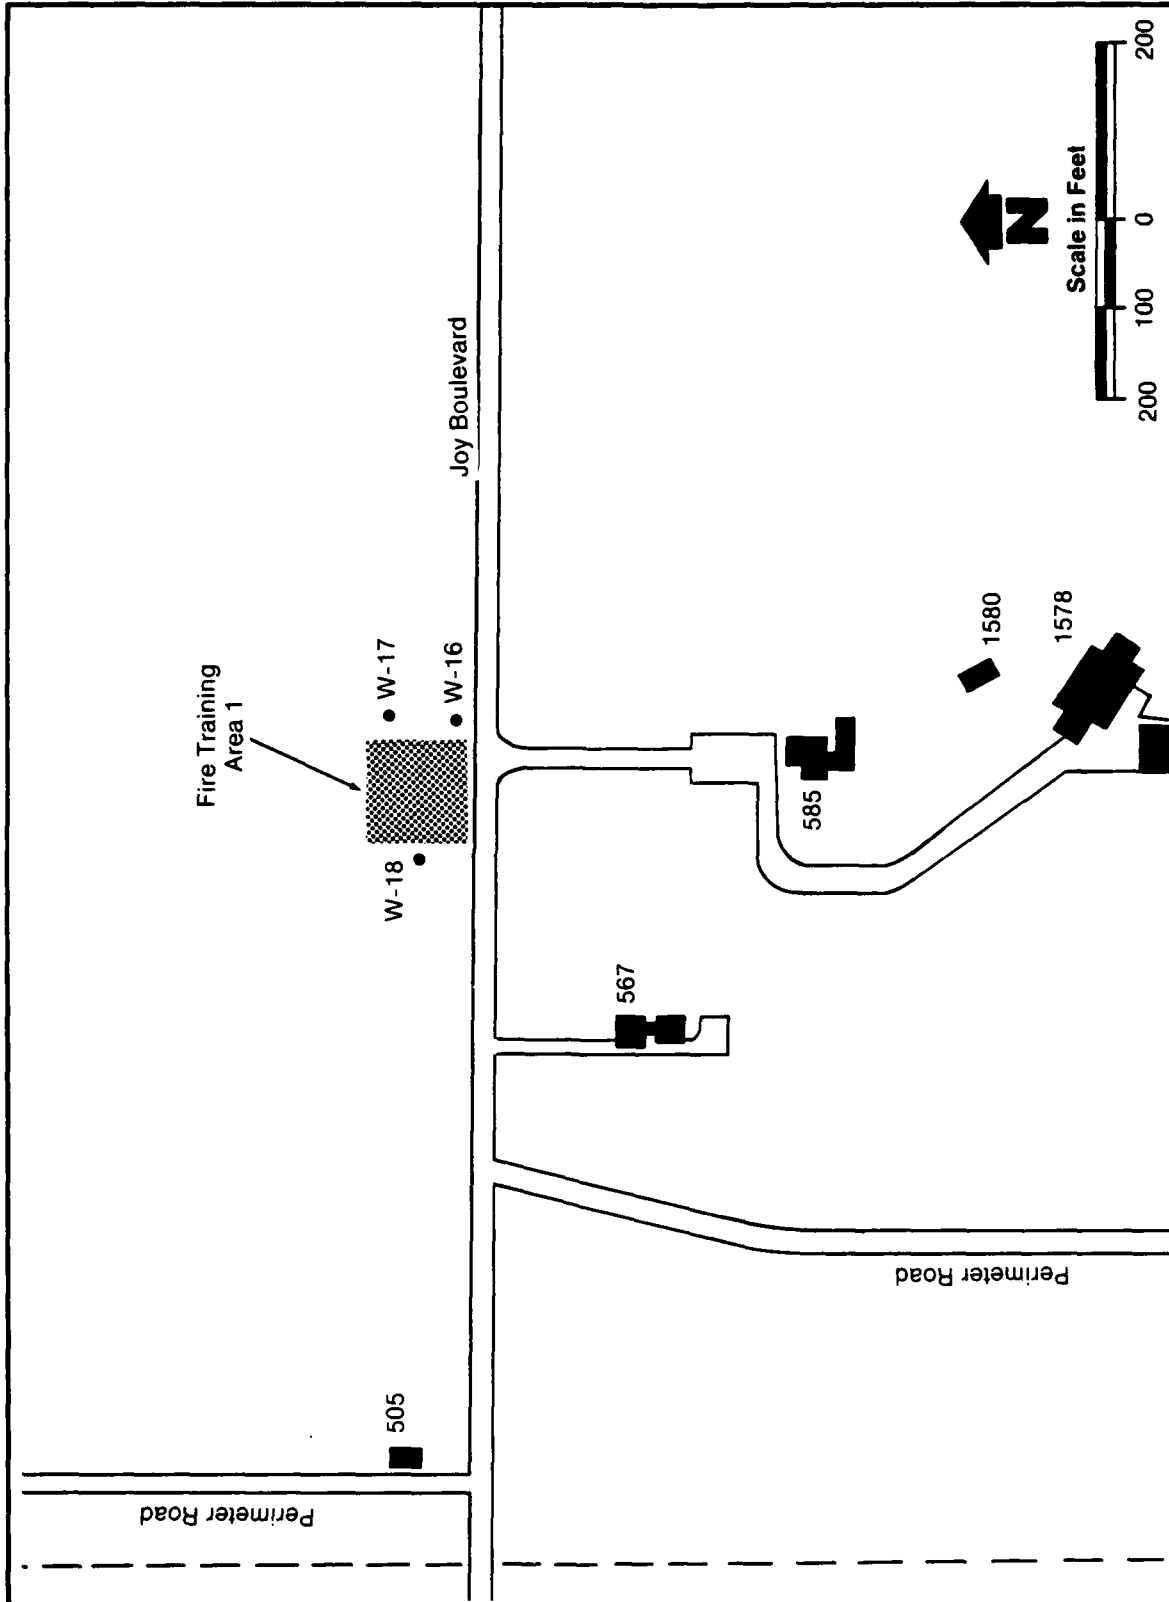 Perimeter Road
Fire Training
Area 1
505
W-18
W-17
W-16
Joy Boulevard
567
585
Perimeter Road
1580
1578
N
Scale in Feet
200 100 0 200